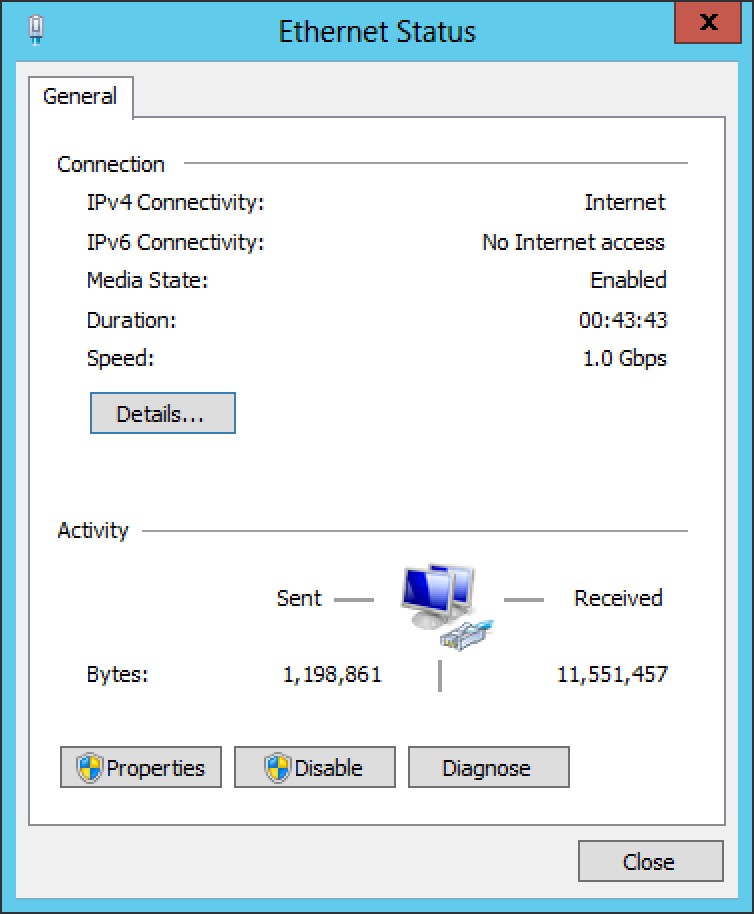 Ethernet Status
X
General
Connection
IPv4 Connectivity: Internet
IPv6 Connectivity: No Internet access
Media State: Enabled
Duration: 00:43:43
Speed: 1.0 Gbps
Details...
Activity
Sent Received
Bytes: 1,198,861 11,551,457
Properties Disable Diagnose
Close